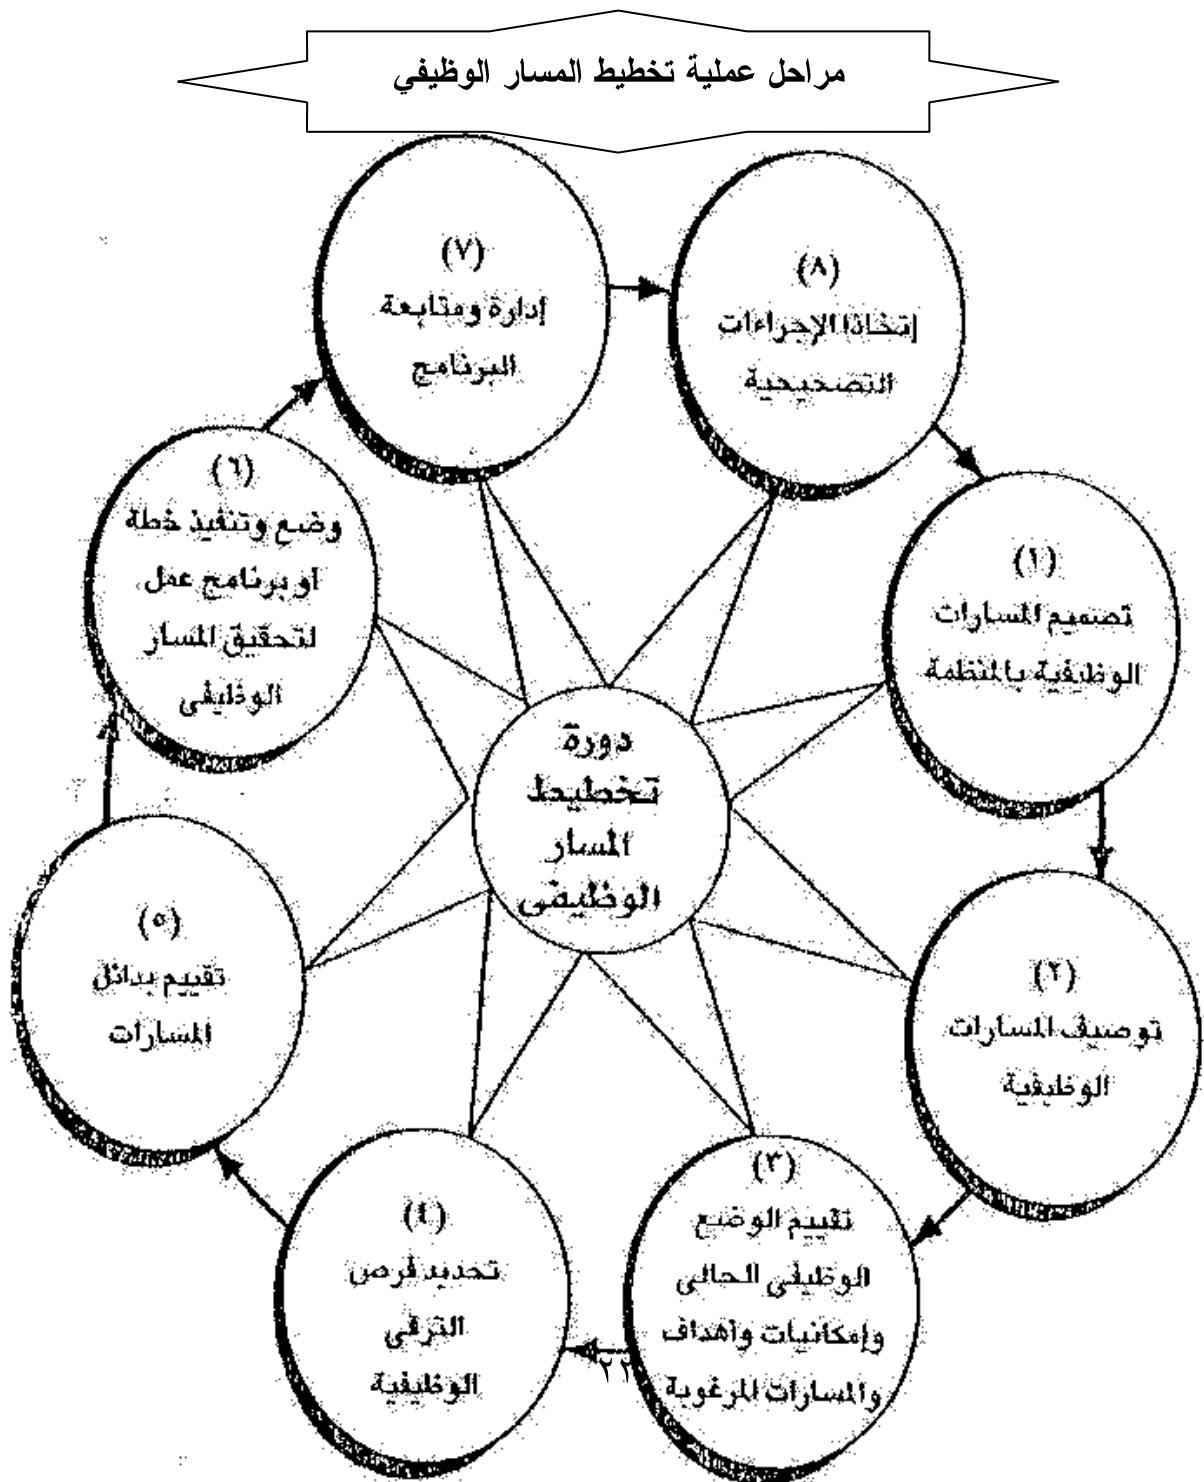 مراحل عملية تخطيط المسار الوظيفي
(٧)
إدارة ومتابعة
البرنامج
(٨)
إتخاذ الإجراءات
التصحيحية
(١)
تصميم المسارات
الوظيفية بالمنظمة
(٢)
توصيف المسارات
الوظيفية
(٣)
تقييم الوضع
الوظيفى الحالى
وإمكانيات وأهداف
والمسارات المرغوبة
(٤)
تحديد فرص
الترقى
الوظيفية
(٥)
تقييم بدائل
المسارات
(٦)
وضع وتنفيذ خطة
أو برنامج عمل
لتحقيق المسار
الوظيفى
دورة
تخطيط
المسار
الوظيفى
٢٢